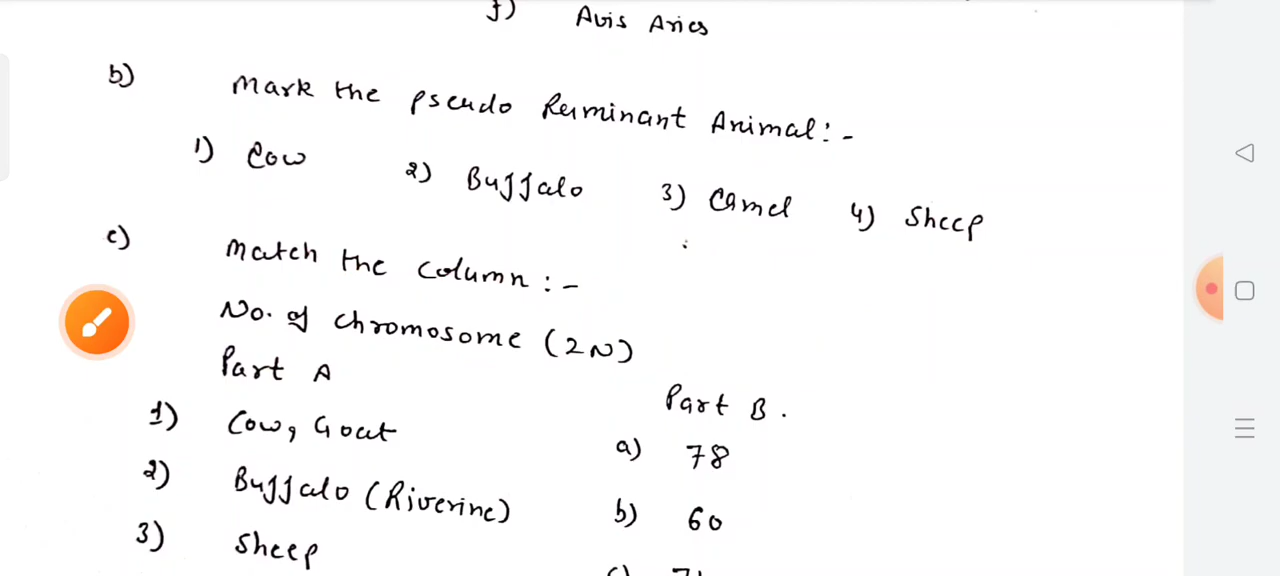 f) Avis Aries
b) Mark the pseudo Ruminant Animal:-
1) Cow 2) Buffalo 3) Camel 4) Sheep
c) Match the column :-
No. of chromosome (2N)
Part A Part B.
1) Cow, Goat a) 78
2) Buffalo (Riverine) b) 60
3) Sheep c)